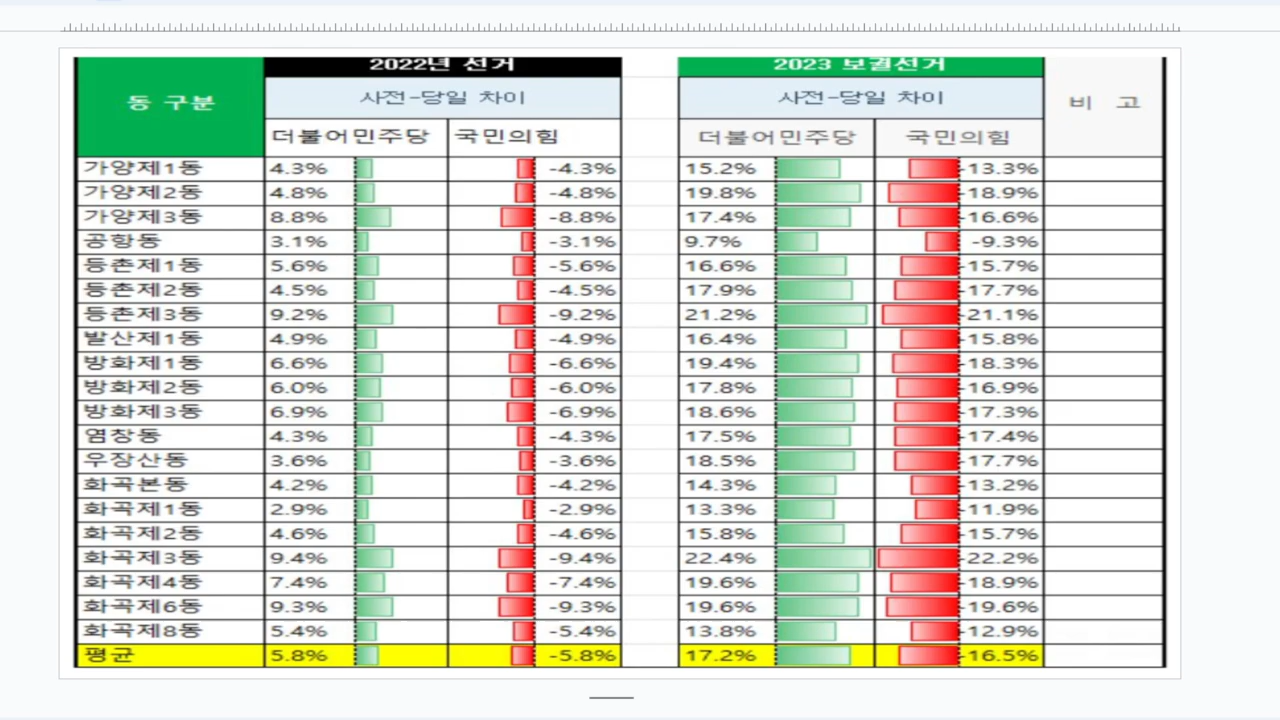 2022년 선거 2023 보궐선거
동 구분 사전-당일 차이 사전-당일 차이 비 고
더불어민주당 국민의힘 더불어민주당 국민의힘
가양제1동 4.3% -4.3% 15.2% -13.3%
가양제2동 4.8% -4.8% 19.8% -18.9%
가양제3동 8.8% -8.8% 17.4% -16.6%
공항동 3.1% -3.1% 9.7% -9.3%
등촌제1동 5.6% -5.6% 16.6% -15.7%
등촌제2동 4.5% -4.5% 17.9% -17.7%
등촌제3동 9.2% -9.2% 21.2% -21.1%
발산제1동 4.9% -4.9% 16.4% -15.8%
방화제1동 6.6% -6.6% 19.4% -18.3%
방화제2동 6.0% -6.0% 17.8% -16.9%
방화제3동 6.9% -6.9% 18.6% -17.3%
염창동 4.3% -4.3% 17.5% -17.4%
우장산동 3.6% -3.6% 18.5% -17.7%
화곡본동 4.2% -4.2% 14.3% -13.2%
화곡제1동 2.9% -2.9% 13.3% -11.9%
화곡제2동 4.6% -4.6% 15.8% -15.7%
화곡제3동 9.4% -9.4% 22.4% -22.2%
화곡제4동 7.4% -7.4% 19.6% -18.9%
화곡제6동 9.3% -9.3% 19.6% -19.6%
화곡제8동 5.4% -5.4% 13.8% -12.9%
평균 5.8% -5.8% 17.2% -16.5%